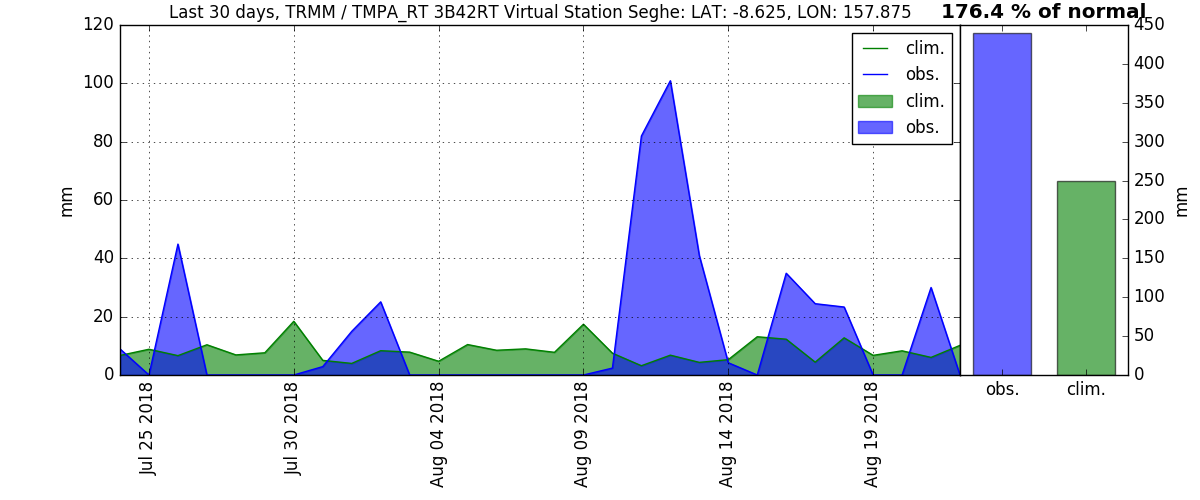 Last 30 days, TRMM / TMPA_RT 3B42RT Virtual Station Seghe: LAT: -8.625, LON: 157.875
176.4 % of normal
120
100
80
60
40
20
0
mm
clim.
obs.
clim.
obs.
450
400
350
300
250
200
150
100
50
0
mm
Jul 25 2018
Jul 30 2018
Aug 04 2018
Aug 09 2018
Aug 14 2018
Aug 19 2018
obs.
clim.